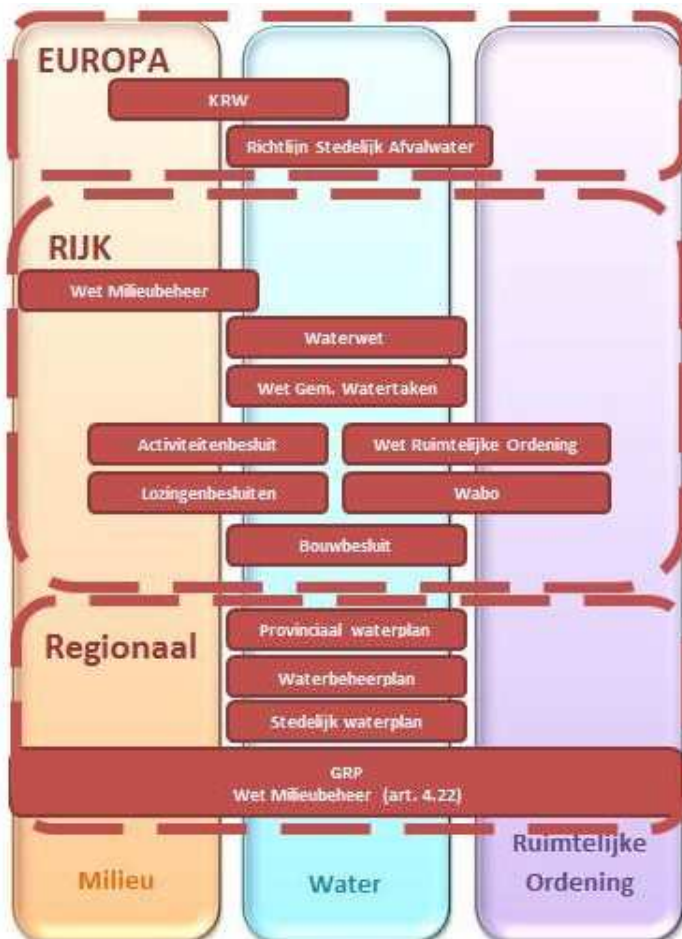 EUROPA
KRW
Richtlijn Stedelijk Afvalwater
RIJK
Wet Milieubeheer
Waterwet
Wet Gem. Watertaken
Activiteitenbesluit
Wet Ruimtelijke Ordening
Lozingenbesluiten
Wabo
Bouwbesluit
Regionaal
Provinciaal waterplan
Waterbeheerplan
Stedelijk waterplan
GRP
Wet Milieubeheer (art. 4.22)
Milieu
Water
Ruimtelijke
Ordening